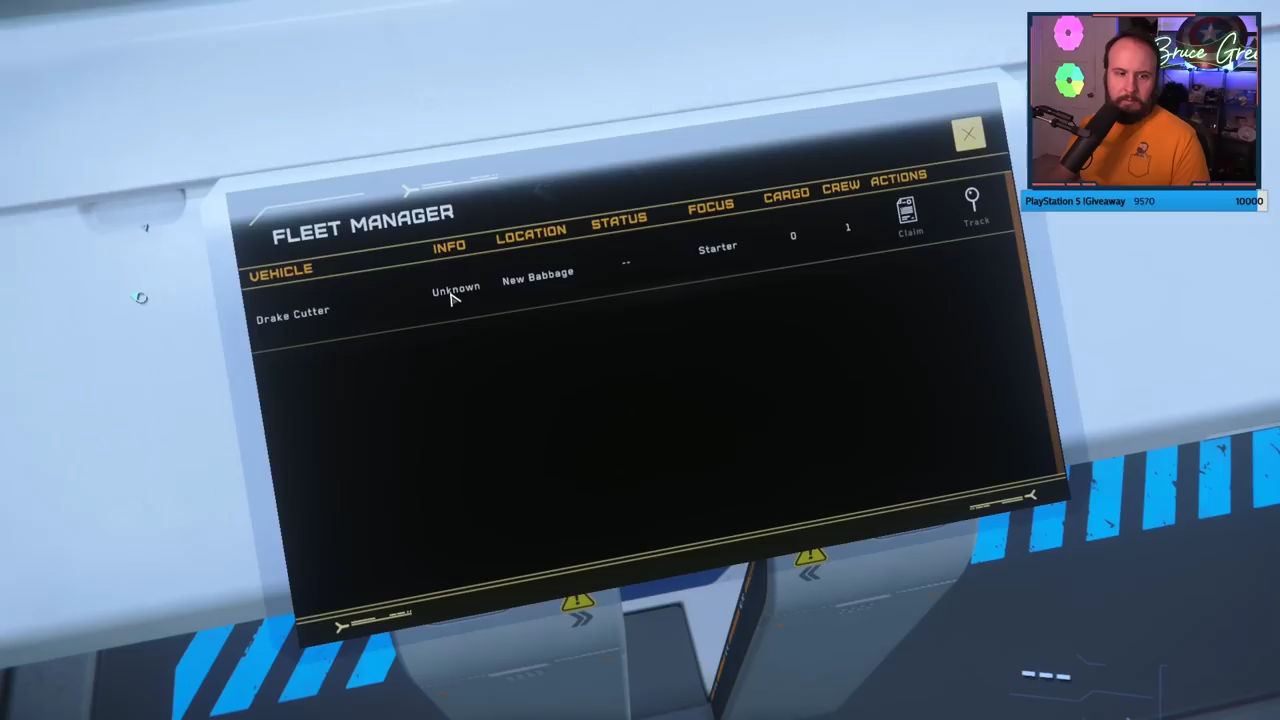 Bruce Gree
PlayStation 5 !Giveaway 9570 10000
FLEET MANAGER
VEHICLE INFO LOCATION STATUS FOCUS CARGO CREW ACTIONS
Drake Cutter Unknown New Babbage -- Starter 0 1 Claim Track